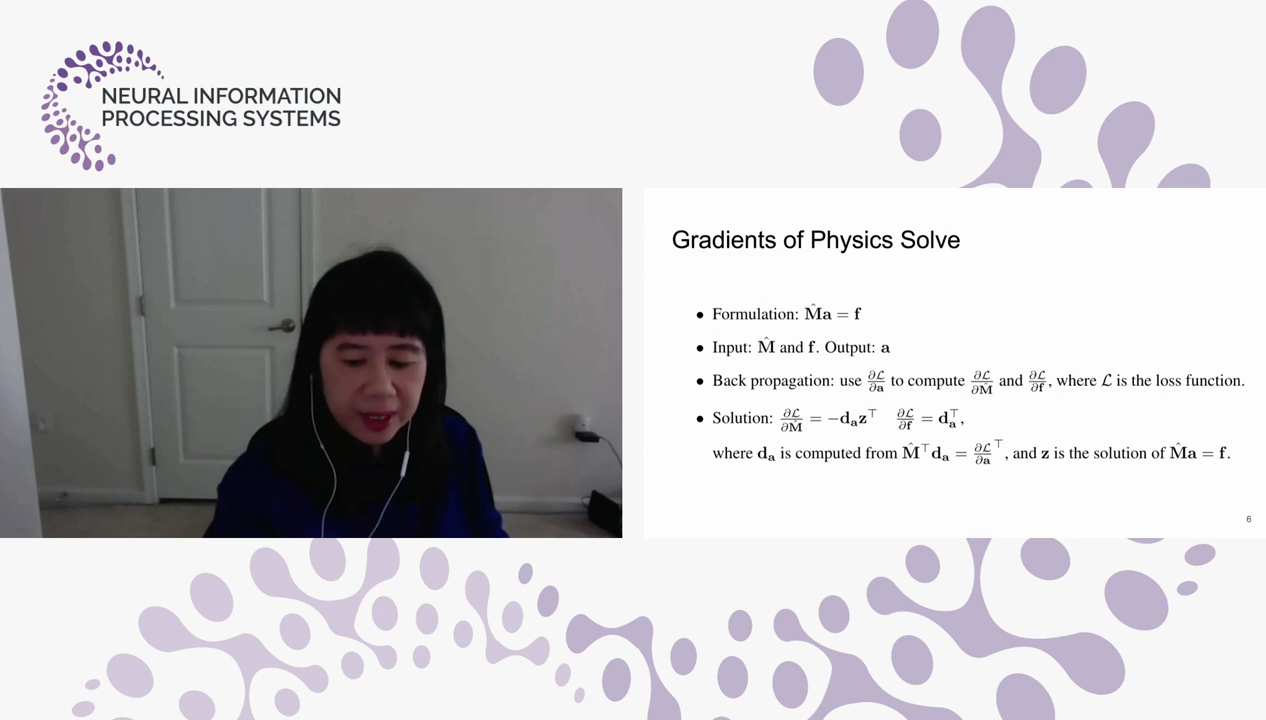 NEURAL INFORMATION
PROCESSING SYSTEMS
Gradients of Physics Solve
● Formulation: M̂a = f
● Input: M̂ and f. Output: a
● Back propagation: use ∂ℒ/∂a to compute ∂ℒ/∂M̂ and ∂ℒ/∂f, where ℒ is the loss function.
● Solution: ∂ℒ/∂M̂ = −dₐz⊤ ∂ℒ/∂f = dₐ⊤,
where dₐ is computed from M̂⊤dₐ = ∂ℒ/∂a⊤, and z is the solution of M̂a = f.
6